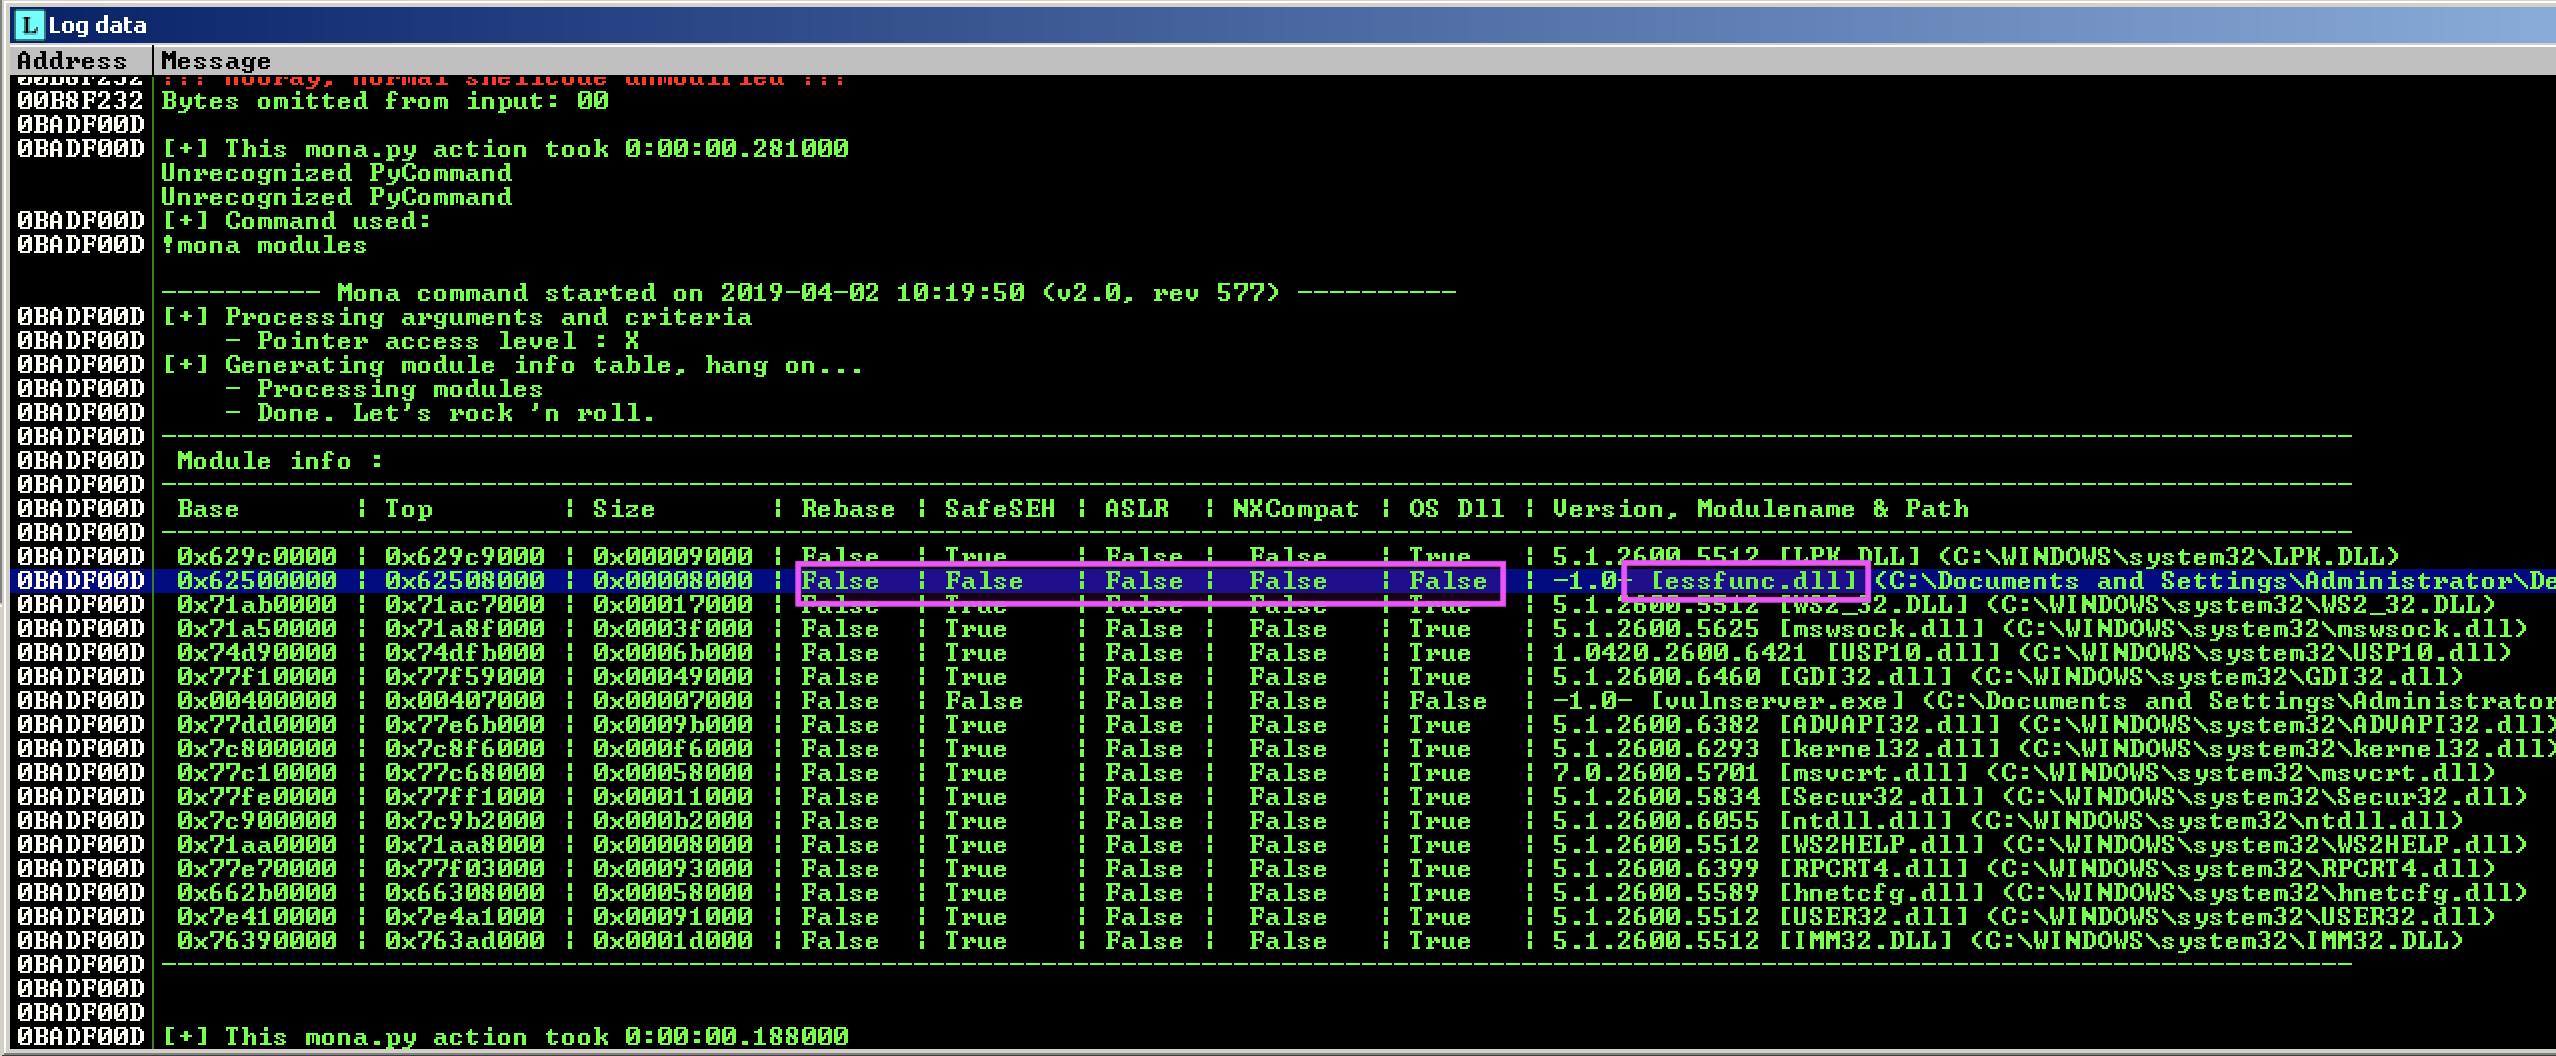 L Log data
Address Message
!!! Hooray, normal shellcode unmodified !!!
00B8F232 Bytes omitted from input: 00
0BADF00D
0BADF00D [+] This mona.py action took 0:00:00.281000
Unrecognized PyCommand
Unrecognized PyCommand
0BADF00D [+] Command used:
0BADF00D !mona modules
---------- Mona command started on 2019-04-02 10:19:50 (v2.0, rev 577) ----------
0BADF00D [+] Processing arguments and criteria
0BADF00D - Pointer access level : X
0BADF00D [+] Generating module info table, hang on...
0BADF00D - Processing modules
0BADF00D - Done. Let's rock 'n roll.
0BADF00D -----------------------------------------------------------------------------------------------------------------------------------------
0BADF00D Module info :
0BADF00D -----------------------------------------------------------------------------------------------------------------------------------------
0BADF00D Base | Top | Size | Rebase | SafeSEH | ASLR | NXCompat | OS Dll | Version, Modulename & Path
0BADF00D -----------------------------------------------------------------------------------------------------------------------------------------
0BADF00D 0x629c0000 | 0x629c9000 | 0x00009000 | False | True | False | False | True | 5.1.2600.5512 [LPK.DLL] (C:\WINDOWS\system32\LPK.DLL)
0BADF00D 0x62500000 | 0x62508000 | 0x00008000 | False | False | False | False | False | -1.0- [essfunc.dll] (C:\Documents and Settings\Administrator\De
0BADF00D 0x71ab0000 | 0x71ac7000 | 0x00017000 | False | True | False | False | True | 5.1.2600.5512 [WS2_32.DLL] (C:\WINDOWS\system32\WS2_32.DLL)
0BADF00D 0x71a50000 | 0x71a8f000 | 0x0003f000 | False | True | False | False | True | 5.1.2600.5625 [mswsock.dll] (C:\WINDOWS\system32\mswsock.dll)
0BADF00D 0x74d90000 | 0x74dfb000 | 0x0006b000 | False | True | False | False | True | 1.0420.2600.6421 [USP10.dll] (C:\WINDOWS\system32\USP10.dll)
0BADF00D 0x77f10000 | 0x77f59000 | 0x00049000 | False | True | False | False | True | 5.1.2600.6460 [GDI32.dll] (C:\WINDOWS\system32\GDI32.dll)
0BADF00D 0x00400000 | 0x00407000 | 0x00007000 | False | False | False | False | False | -1.0- [vulnserver.exe] (C:\Documents and Settings\Administrator
0BADF00D 0x77dd0000 | 0x77e6b000 | 0x0009b000 | False | True | False | False | True | 5.1.2600.6382 [ADVAPI32.dll] (C:\WINDOWS\system32\ADVAPI32.dll)
0BADF00D 0x7c800000 | 0x7c8f6000 | 0x000f6000 | False | True | False | False | True | 5.1.2600.6293 [kernel32.dll] (C:\WINDOWS\system32\kernel32.dll)
0BADF00D 0x77c10000 | 0x77c68000 | 0x00058000 | False | True | False | False | True | 7.0.2600.5701 [msvcrt.dll] (C:\WINDOWS\system32\msvcrt.dll)
0BADF00D 0x77fe0000 | 0x77ff1000 | 0x00011000 | False | True | False | False | True | 5.1.2600.5834 [Secur32.dll] (C:\WINDOWS\system32\Secur32.dll)
0BADF00D 0x7c900000 | 0x7c9b2000 | 0x000b2000 | False | True | False | False | True | 5.1.2600.6055 [ntdll.dll] (C:\WINDOWS\system32\ntdll.dll)
0BADF00D 0x71aa0000 | 0x71aa8000 | 0x00008000 | False | True | False | False | True | 5.1.2600.5512 [WS2HELP.dll] (C:\WINDOWS\system32\WS2HELP.dll)
0BADF00D 0x77e70000 | 0x77f03000 | 0x00093000 | False | True | False | False | True | 5.1.2600.6399 [RPCRT4.dll] (C:\WINDOWS\system32\RPCRT4.dll)
0BADF00D 0x662b0000 | 0x66308000 | 0x00058000 | False | True | False | False | True | 5.1.2600.5589 [hnetcfg.dll] (C:\WINDOWS\system32\hnetcfg.dll)
0BADF00D 0x7e410000 | 0x7e4a1000 | 0x00091000 | False | True | False | False | True | 5.1.2600.5512 [USER32.dll] (C:\WINDOWS\system32\USER32.dll)
0BADF00D 0x76390000 | 0x763ad000 | 0x0001d000 | False | True | False | False | True | 5.1.2600.5512 [IMM32.DLL] (C:\WINDOWS\system32\IMM32.DLL)
0BADF00D -----------------------------------------------------------------------------------------------------------------------------------------
0BADF00D
0BADF00D
0BADF00D [+] This mona.py action took 0:00:00.188000